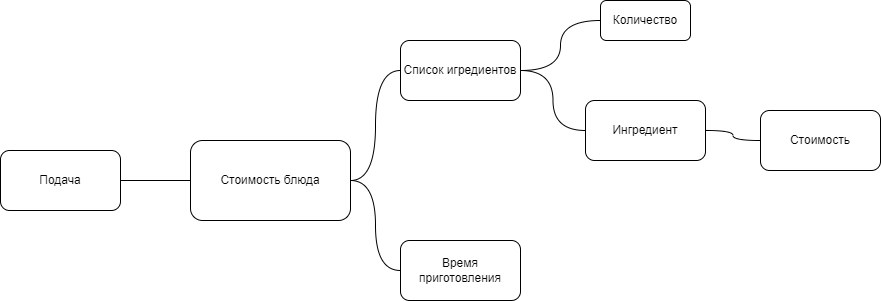 Количество
Список игредиентов
Ингредиент
Стоимость
Подача
Стоимость блюда
Время
приготовления